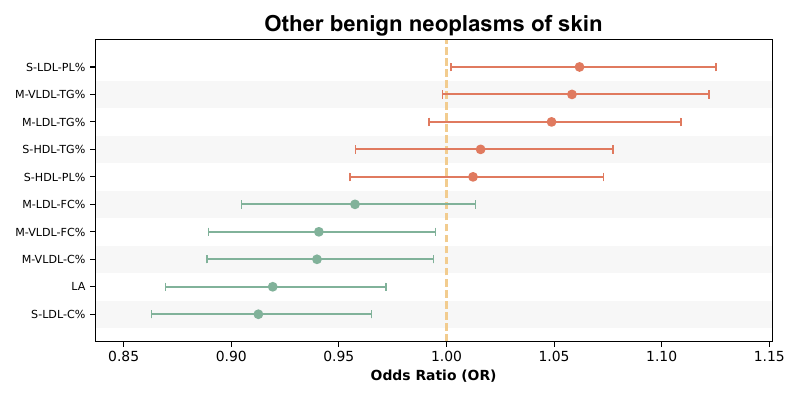 Other benign neoplasms of skin
S-LDL-PL%
M-VLDL-TG%
M-LDL-TG%
S-HDL-TG%
S-HDL-PL%
M-LDL-FC%
M-VLDL-FC%
M-VLDL-C%
LA
S-LDL-C%
0.85 0.90 0.95 1.00 1.05 1.10 1.15
Odds Ratio (OR)